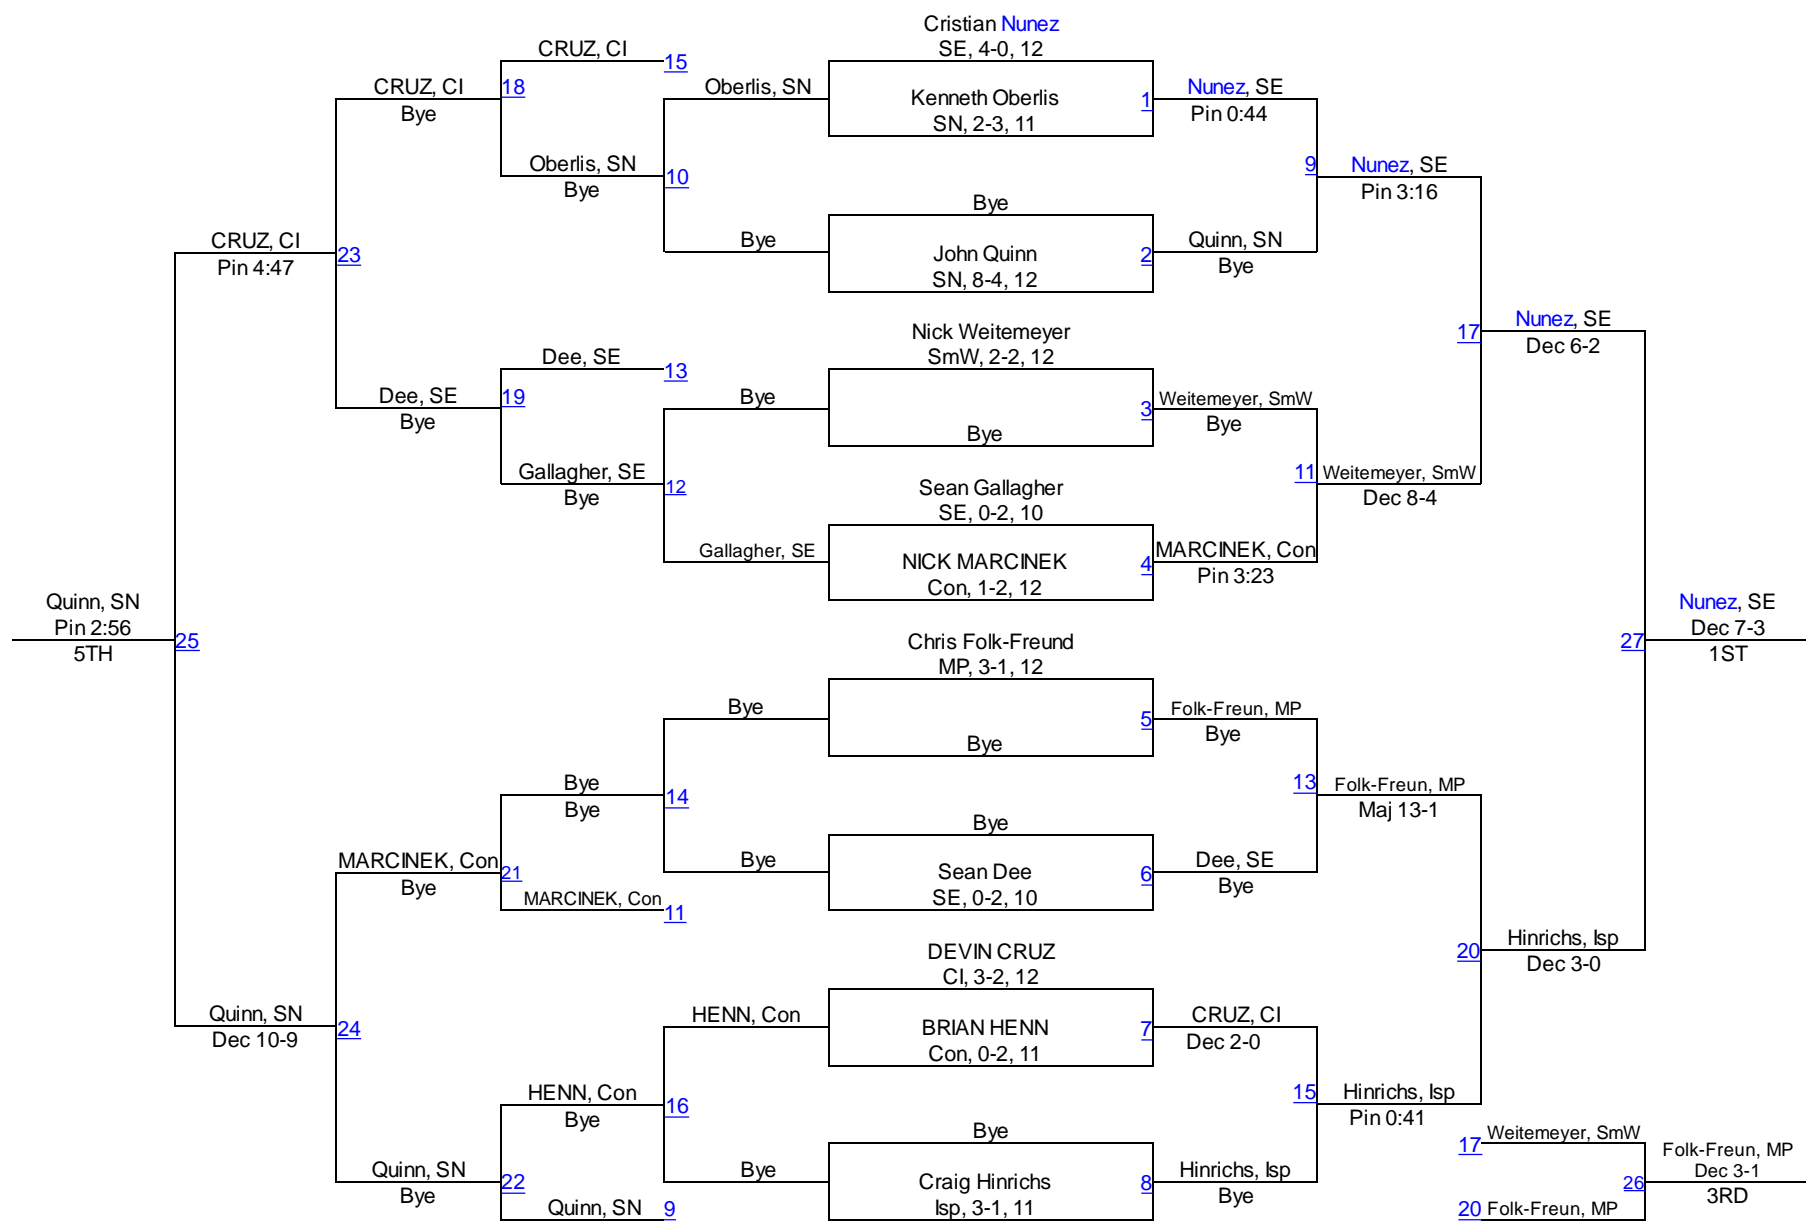 Cristian Nunez
SE, 4-0, 12
CRUZ, CI
15
CRUZ, CI
18
Bye
Oberlis, SN
Kenneth Oberlis
SN, 2-3, 11
1
Nunez, SE
Pin 0:44
Oberlis, SN
Bye
10
9
Nunez, SE
Pin 3:16
Bye
CRUZ, CI
Pin 4:47
23
Bye
John Quinn
SN, 8-4, 12
2
Quinn, SN
Bye
Nick Weitemeyer
SmW, 2-2, 12
17
Nunez, SE
Dec 6-2
Dee, SE
13
Dee, SE
Bye
19
Bye
Bye
3
Weitemeyer, SmW
Bye
Gallagher, SE
Bye
12
Sean Gallagher
SE, 0-2, 10
11
Weitemeyer, SmW
Dec 8-4
Gallagher, SE
NICK MARCINEK
Con, 1-2, 12
4
MARCINEK, Con
Pin 3:23
Quinn, SN
Pin 2:56
5TH
25
Chris Folk-Freund
MP, 3-1, 12
27
Nunez, SE
Dec 7-3
1ST
Bye
Bye
5
Folk-Freun, MP
Bye
Bye
Bye
14
13
Folk-Freun, MP
Maj 13-1
Bye
MARCINEK, Con
Bye
21
Bye
Sean Dee
SE, 0-2, 10
6
Dee, SE
Bye
MARCINEK, Con
11
DEVIN CRUZ
CI, 3-2, 12
20
Hinrichs, Isp
Dec 3-0
Quinn, SN
Dec 10-9
24
HENN, Con
BRIAN HENN
Con, 0-2, 11
7
CRUZ, CI
Dec 2-0
HENN, Con
Bye
16
15
Hinrichs, Isp
Pin 0:41
Bye
17
Weitemeyer, SmW
Quinn, SN
Bye
22
Bye
Craig Hinrichs
Isp, 3-1, 11
8
Hinrichs, Isp
Bye
26
Folk-Freun, MP
Dec 3-1
3RD
Quinn, SN
9
20
Folk-Freun, MP